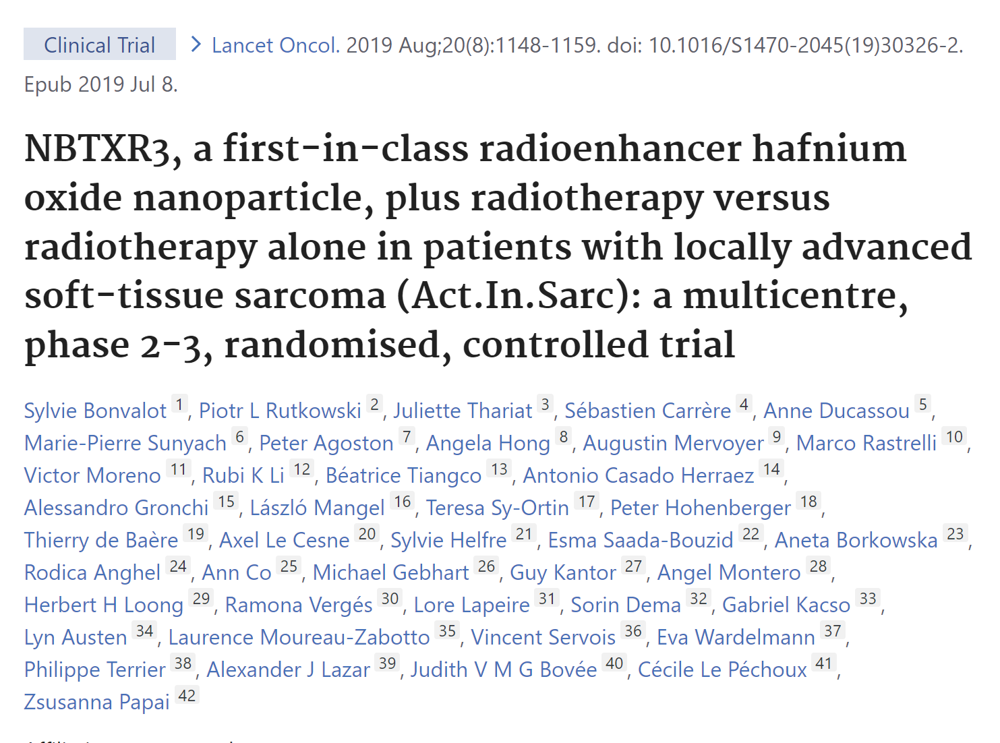 Clinical Trial > Lancet Oncol. 2019 Aug;20(8):1148-1159. doi: 10.1016/S1470-2045(19)30326-2.
Epub 2019 Jul 8.
NBTXR3, a first-in-class radioenhancer hafnium
oxide nanoparticle, plus radiotherapy versus
radiotherapy alone in patients with locally advanced
soft-tissue sarcoma (Act.In.Sarc): a multicentre,
phase 2-3, randomised, controlled trial
Sylvie Bonvalot 1, Piotr L Rutkowski 2, Juliette Thariat 3, Sébastien Carrère 4, Anne Ducassou 5,
Marie-Pierre Sunyach 6, Peter Agoston 7, Angela Hong 8, Augustin Mervoyer 9, Marco Rastrelli 10,
Victor Moreno 11, Rubi K Li 12, Béatrice Tiangco 13, Antonio Casado Herraez 14,
Alessandro Gronchi 15, László Mangel 16, Teresa Sy-Ortin 17, Peter Hohenberger 18,
Thierry de Baère 19, Axel Le Cesne 20, Sylvie Helfre 21, Esma Saada-Bouzid 22, Aneta Borkowska 23,
Rodica Anghel 24, Ann Co 25, Michael Gebhart 26, Guy Kantor 27, Angel Montero 28,
Herbert H Loong 29, Ramona Vergés 30, Lore Lapeire 31, Sorin Dema 32, Gabriel Kacso 33,
Lyn Austen 34, Laurence Moureau-Zabotto 35, Vincent Servois 36, Eva Wardelmann 37,
Philippe Terrier 38, Alexander J Lazar 39, Judith V M G Bovée 40, Cécile Le Péchoux 41,
Zsusanna Papai 42